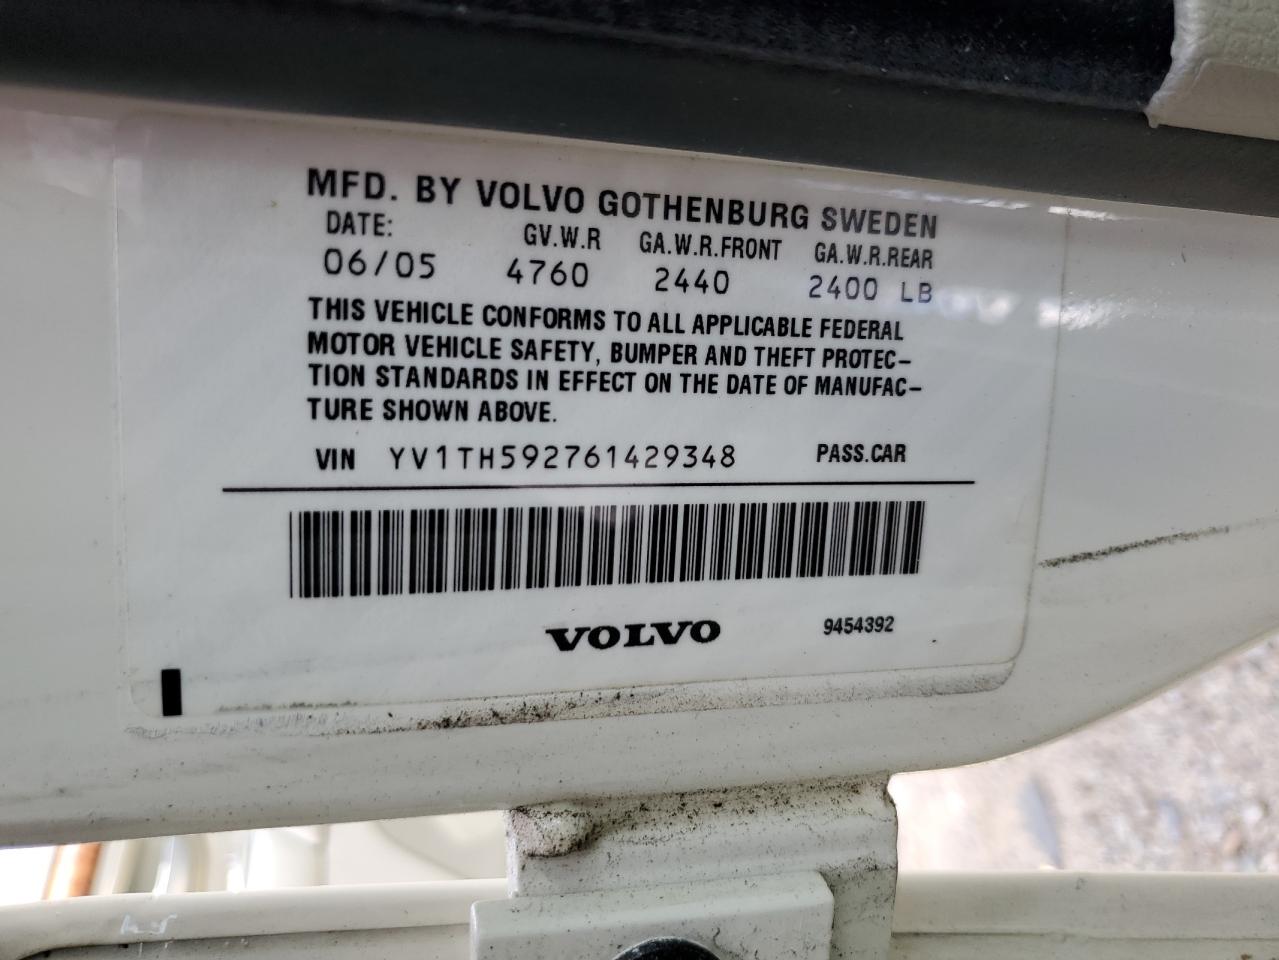 MFD. BY VOLVO GOTHENBURG SWEDEN
DATE: GV.W.R GA.W.R.FRONT GA.W.R.REAR
06/05 4760 2440 2400 LB
THIS VEHICLE CONFORMS TO ALL APPLICABLE FEDERAL
MOTOR VEHICLE SAFETY, BUMPER AND THEFT PROTEC-
TION STANDARDS IN EFFECT ON THE DATE OF MANUFAC-
TURE SHOWN ABOVE.
VIN YV1TH592761429348 PASS.CAR
VOLVO 9454392